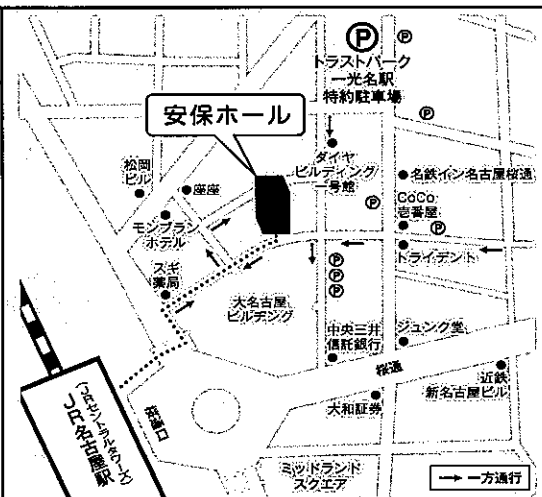 Ⓟ
Ⓟ
トラストパーク
一光名駅
特約駐車場
Ⓟ
安保ホール
ダイヤ
ビルディング
一号館
松岡
ビル
座座
名鉄イン名古屋桜通
CoCo
壱番屋
Ⓟ
Ⓟ
モンブラン
ホテル
トライデント
スギ
薬局
Ⓟ
Ⓟ
Ⓟ
大名古屋
ビルヂング
中央三井
信託銀行
ジュンク堂
桜通
近鉄
新名古屋ビル
大和証券
桜通口
JR名古屋駅
(JRセントラルタワーズ)
ミッドランド
スクエア
→ 一方通行